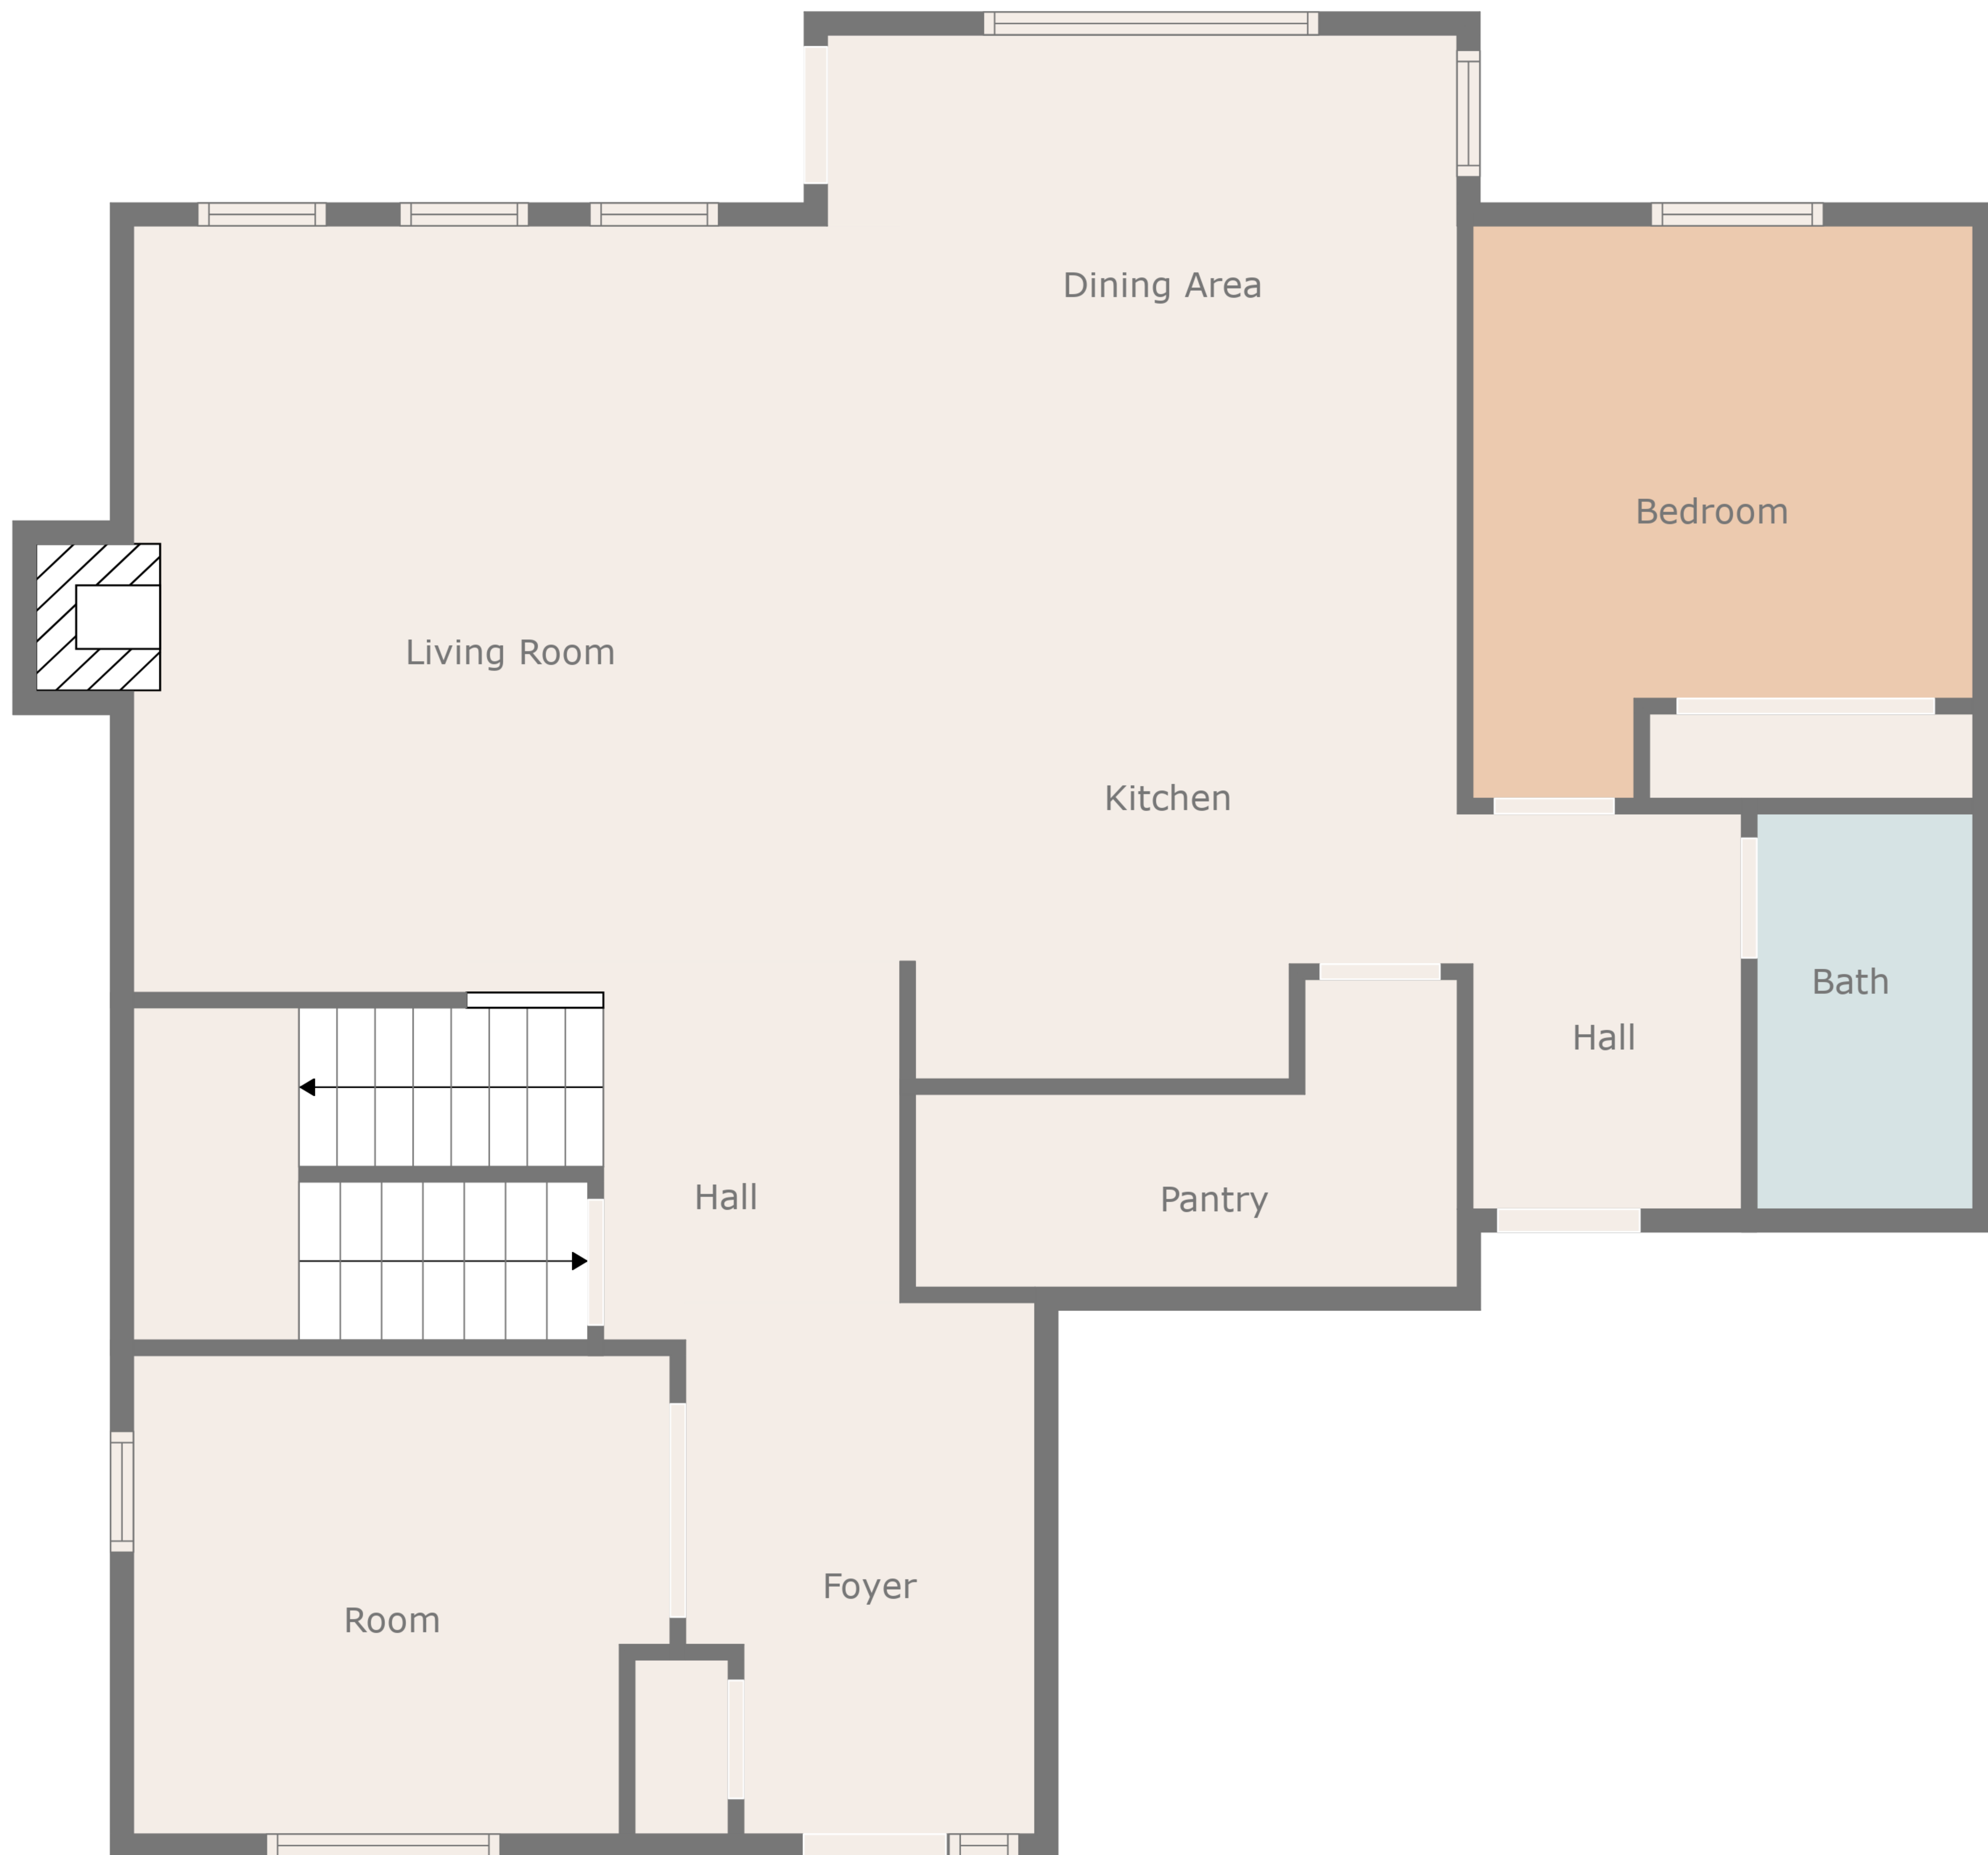 Dining Area
Bedroom
Living Room
Kitchen
Bath
Hall
Hall
Pantry
Foyer
Room